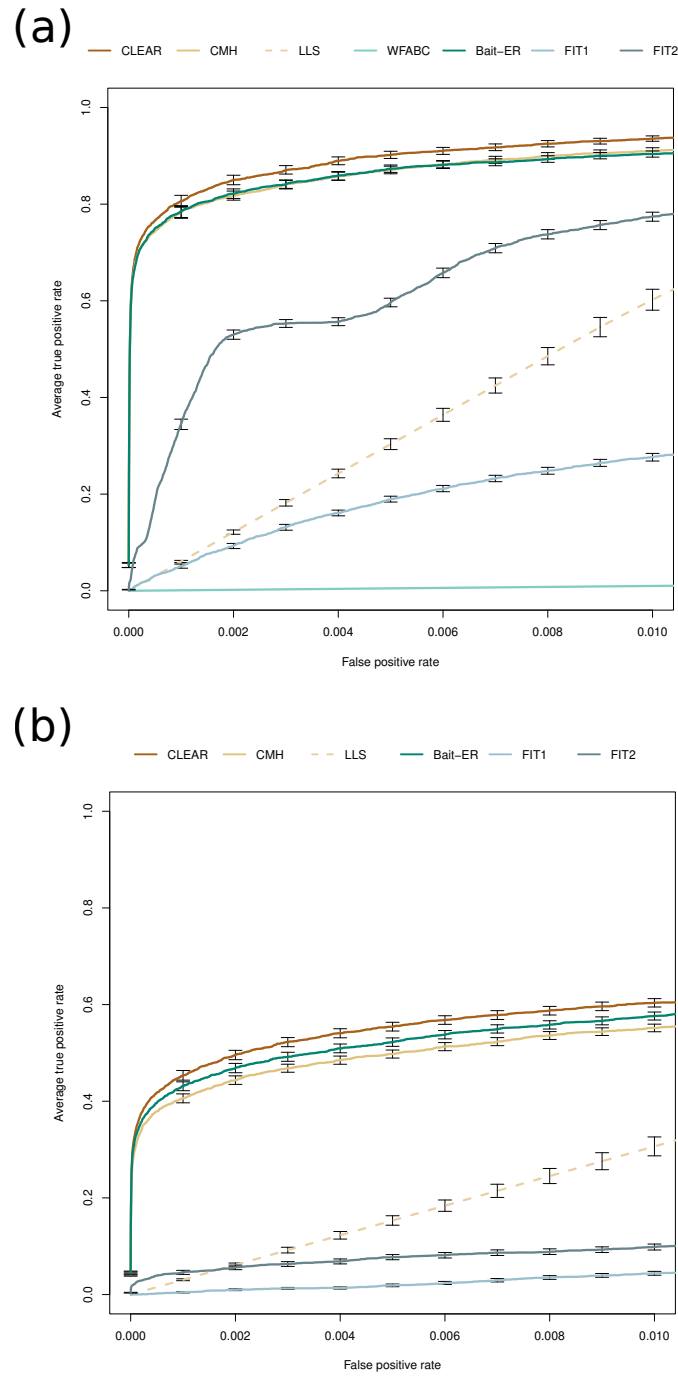 (a)
CLEAR CMH LLS WFABC Bait−ER FIT1 FIT2
1.0
0.8
0.6
0.4
0.2
0.0
Average true positive rate
0.000 0.002 0.004 0.006 0.008 0.010
False positive rate
(b)
CLEAR CMH LLS Bait−ER FIT1 FIT2
1.0
0.8
0.6
0.4
0.2
0.0
Average true positive rate
0.000 0.002 0.004 0.006 0.008 0.010
False positive rate